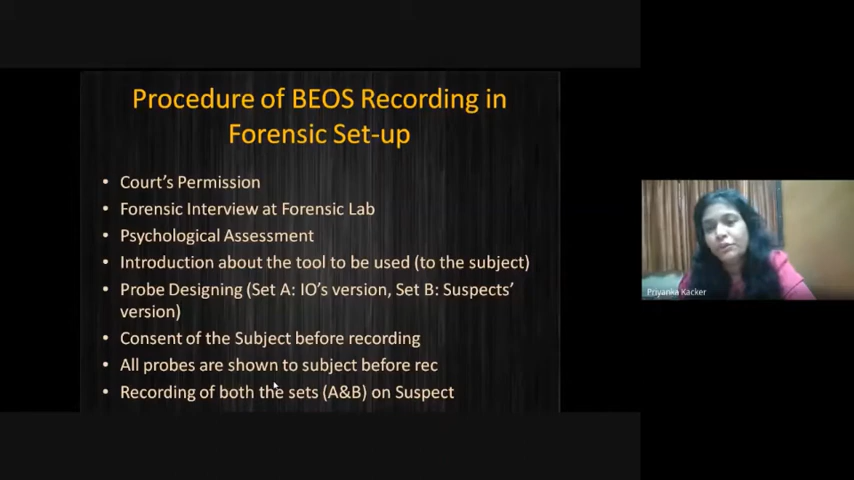 Procedure of BEOS Recording in
Forensic Set-up
• Court's Permission
• Forensic Interview at Forensic Lab
• Psychological Assessment
• Introduction about the tool to be used (to the subject)
• Probe Designing (Set A: IO's version, Set B: Suspects'
version)
• Consent of the Subject before recording
• All probes are shown to subject before rec
• Recording of both the sets (A&B) on Suspect
Priyanka Kacker